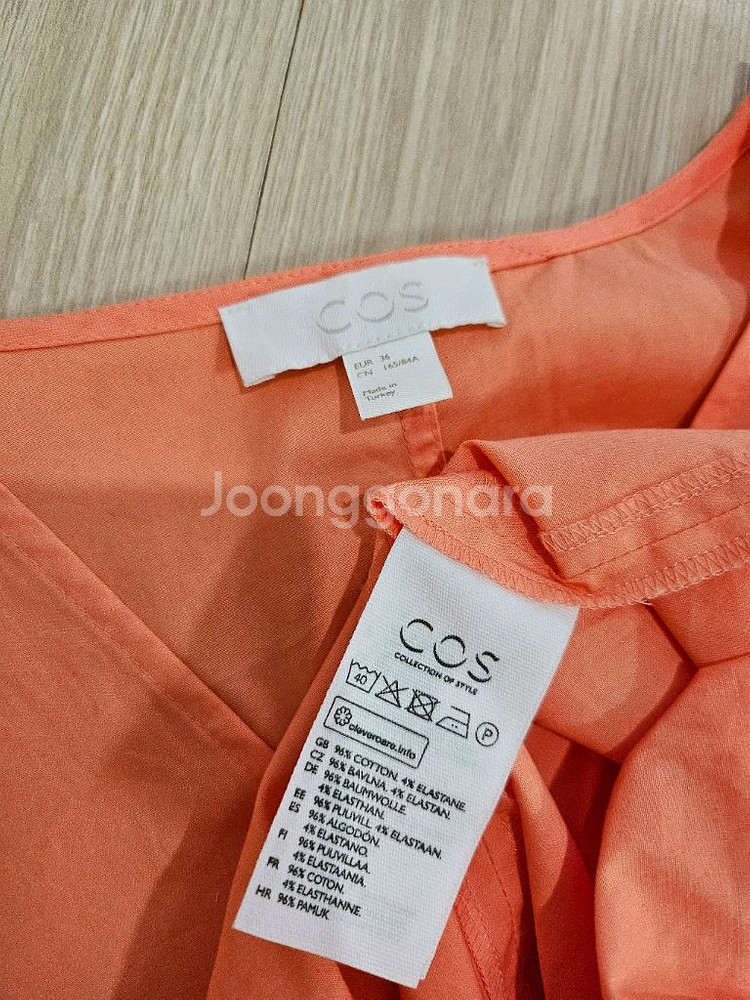 COS
EUR 36
CN 165/84A
Made in
Turkey
Joonggonara
COS
COLLECTION OF STYLE
40
P
clevercare.info
GB 96% COTTON. 4% ELASTANE.
CZ 96% BAVLNA. 4% ELASTAN.
DE 96% BAUMWOLLE.
4% ELASTHAN.
EE 96% PUUVILL. 4% ELASTAAN.
ES 96% ALGODÓN.
4% ELASTANO.
FI 96% PUUVILLAA.
4% ELASTAANIA.
FR 96% COTON.
4% ELASTHANNE.
HR 96% PAMUK